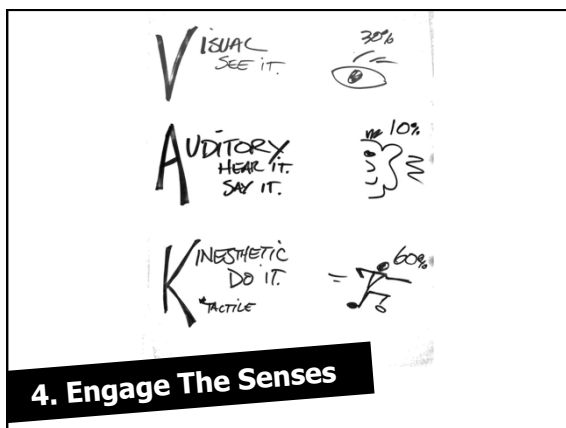 VISUAL 30%
SEE IT.
AUDITORY 10%
HEAR IT.
SAY IT.
KINESTHETIC 60%
DO IT.
*TACTILE
4. Engage The Senses